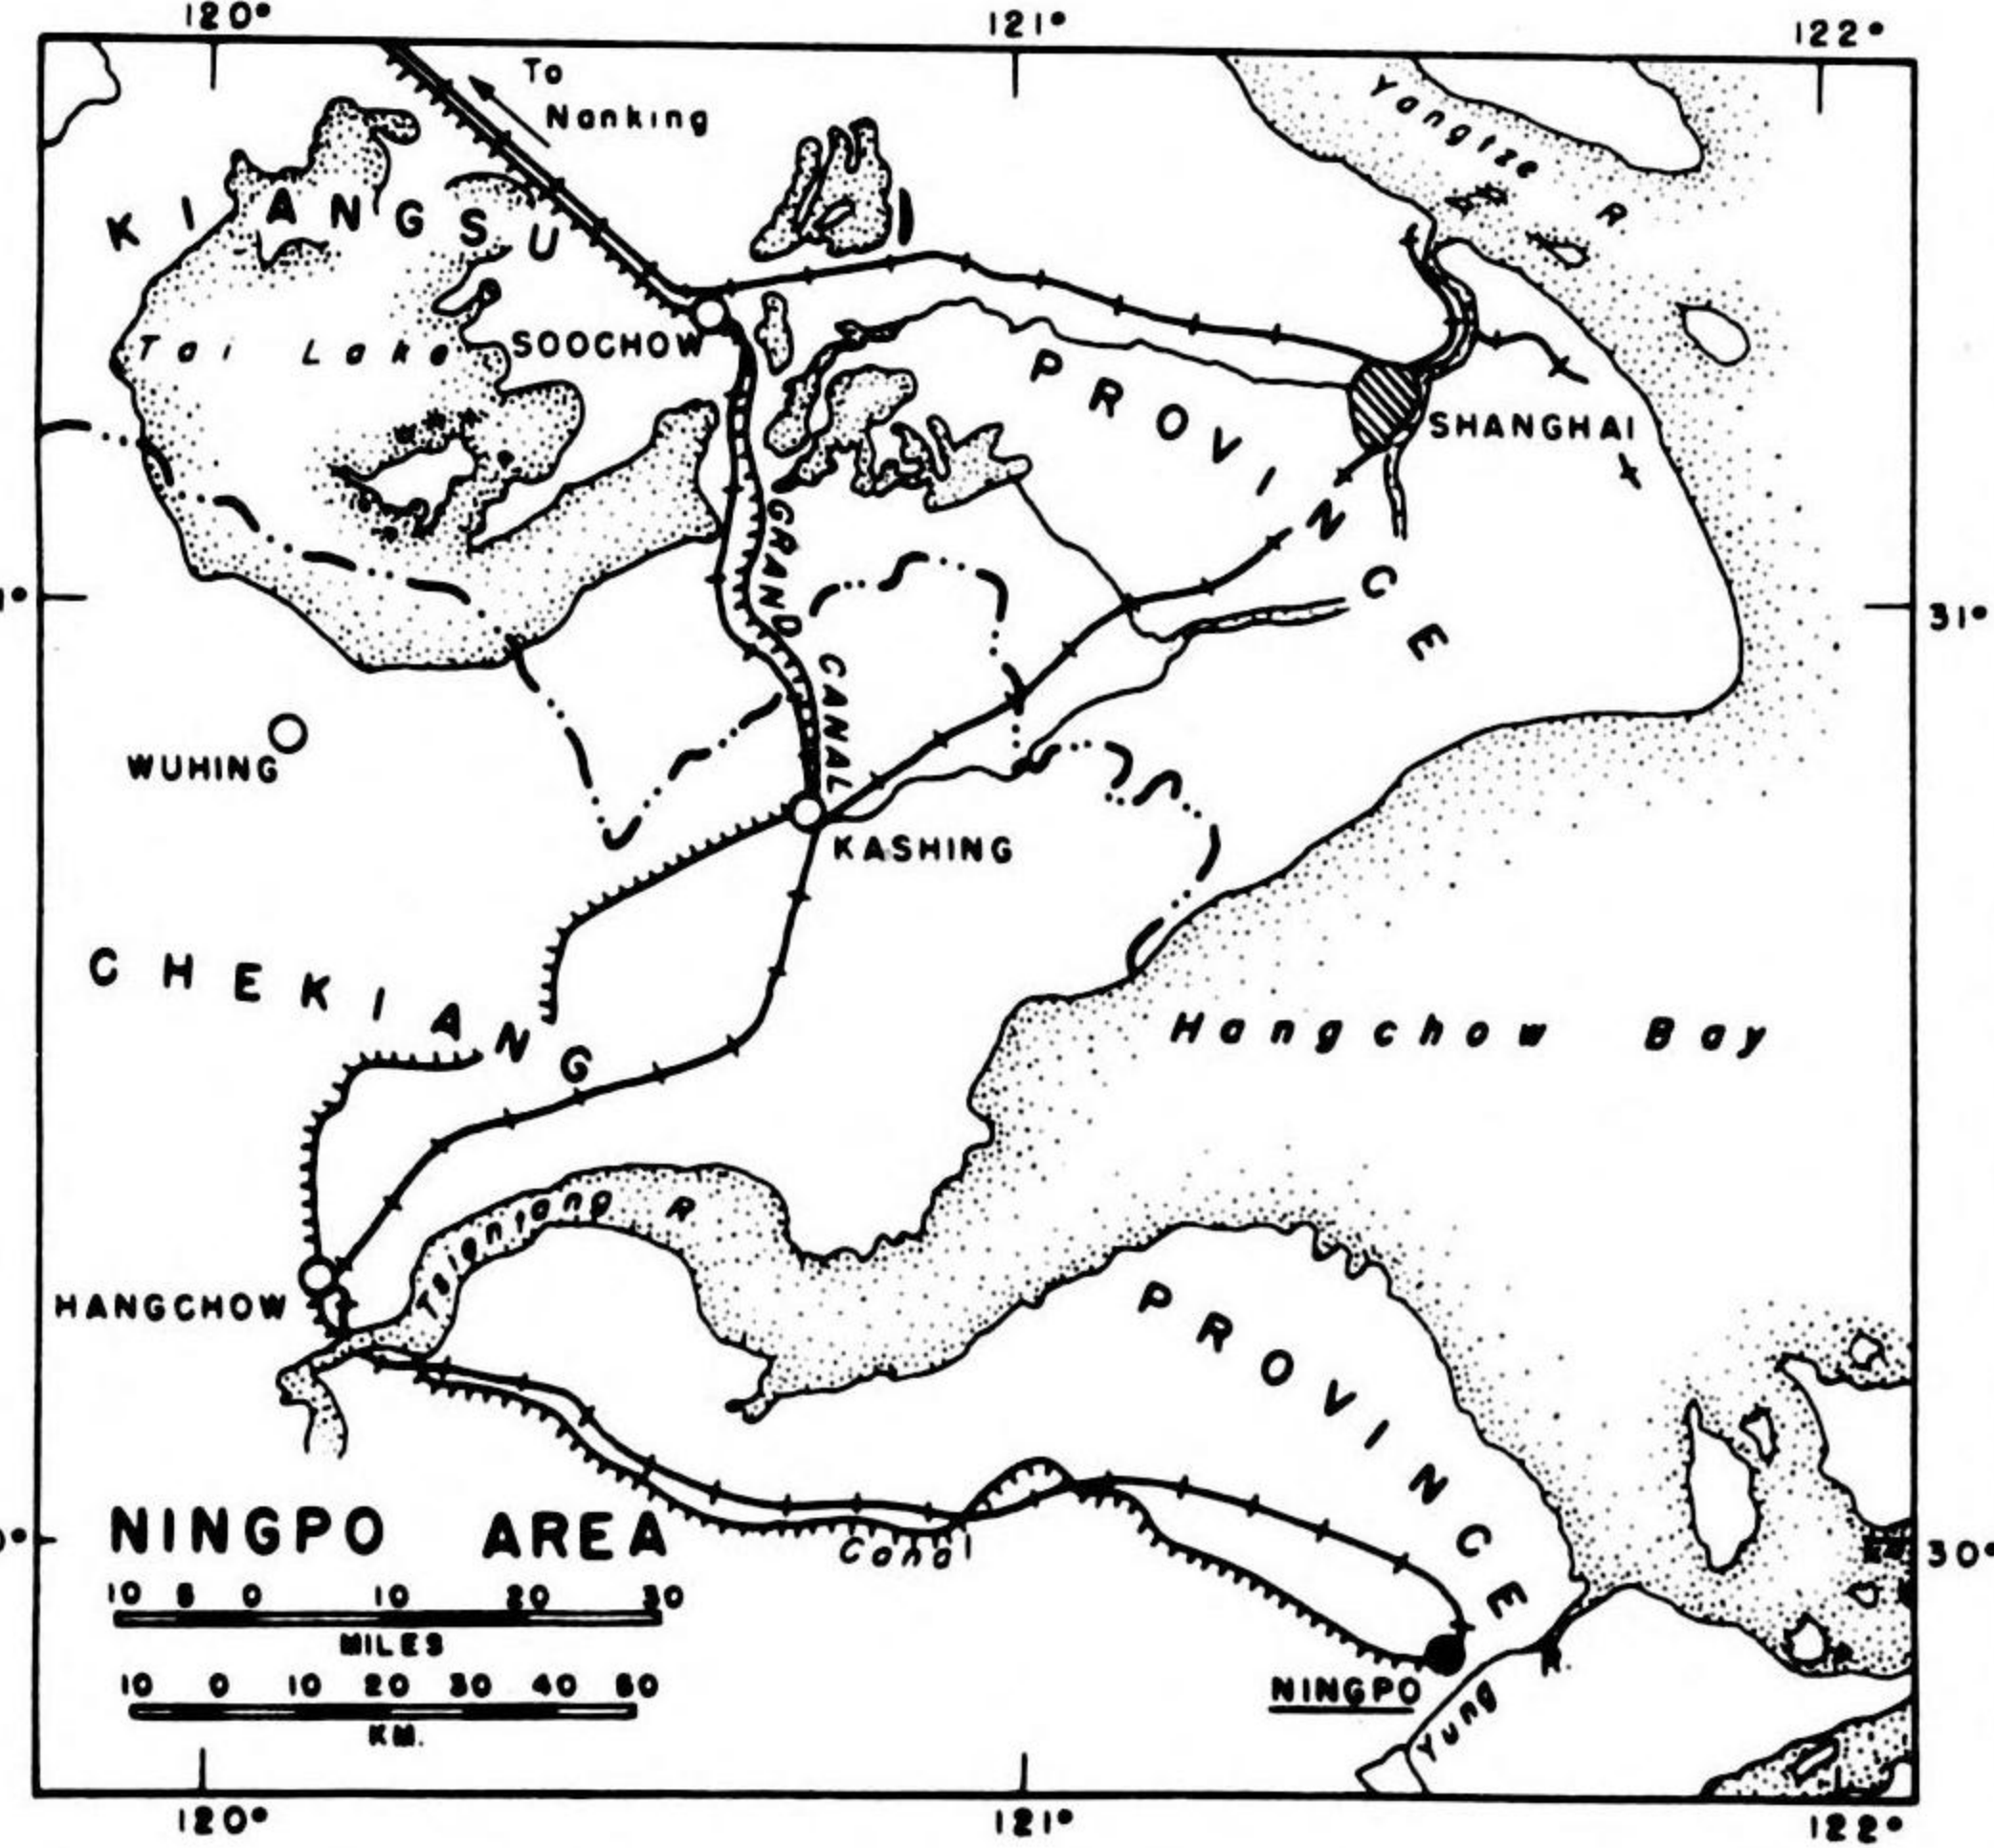 120° 121° 122°
To
Nanking
Yangtze R
KIANGSU
Tai Lake
SOOCHOW
PROVINCE
SHANGHAI
GRAND CANAL
31°
WUHING
KASHING
CHEKIANG
Hangchow Bay
Tsientang R
HANGCHOW
PROVINCE
NINGPO AREA
Canal
30°
10 5 0 10 20 30
MILES
10 0 10 20 30 40 50
KM.
NINGPO
Yung R.
120° 121° 122°